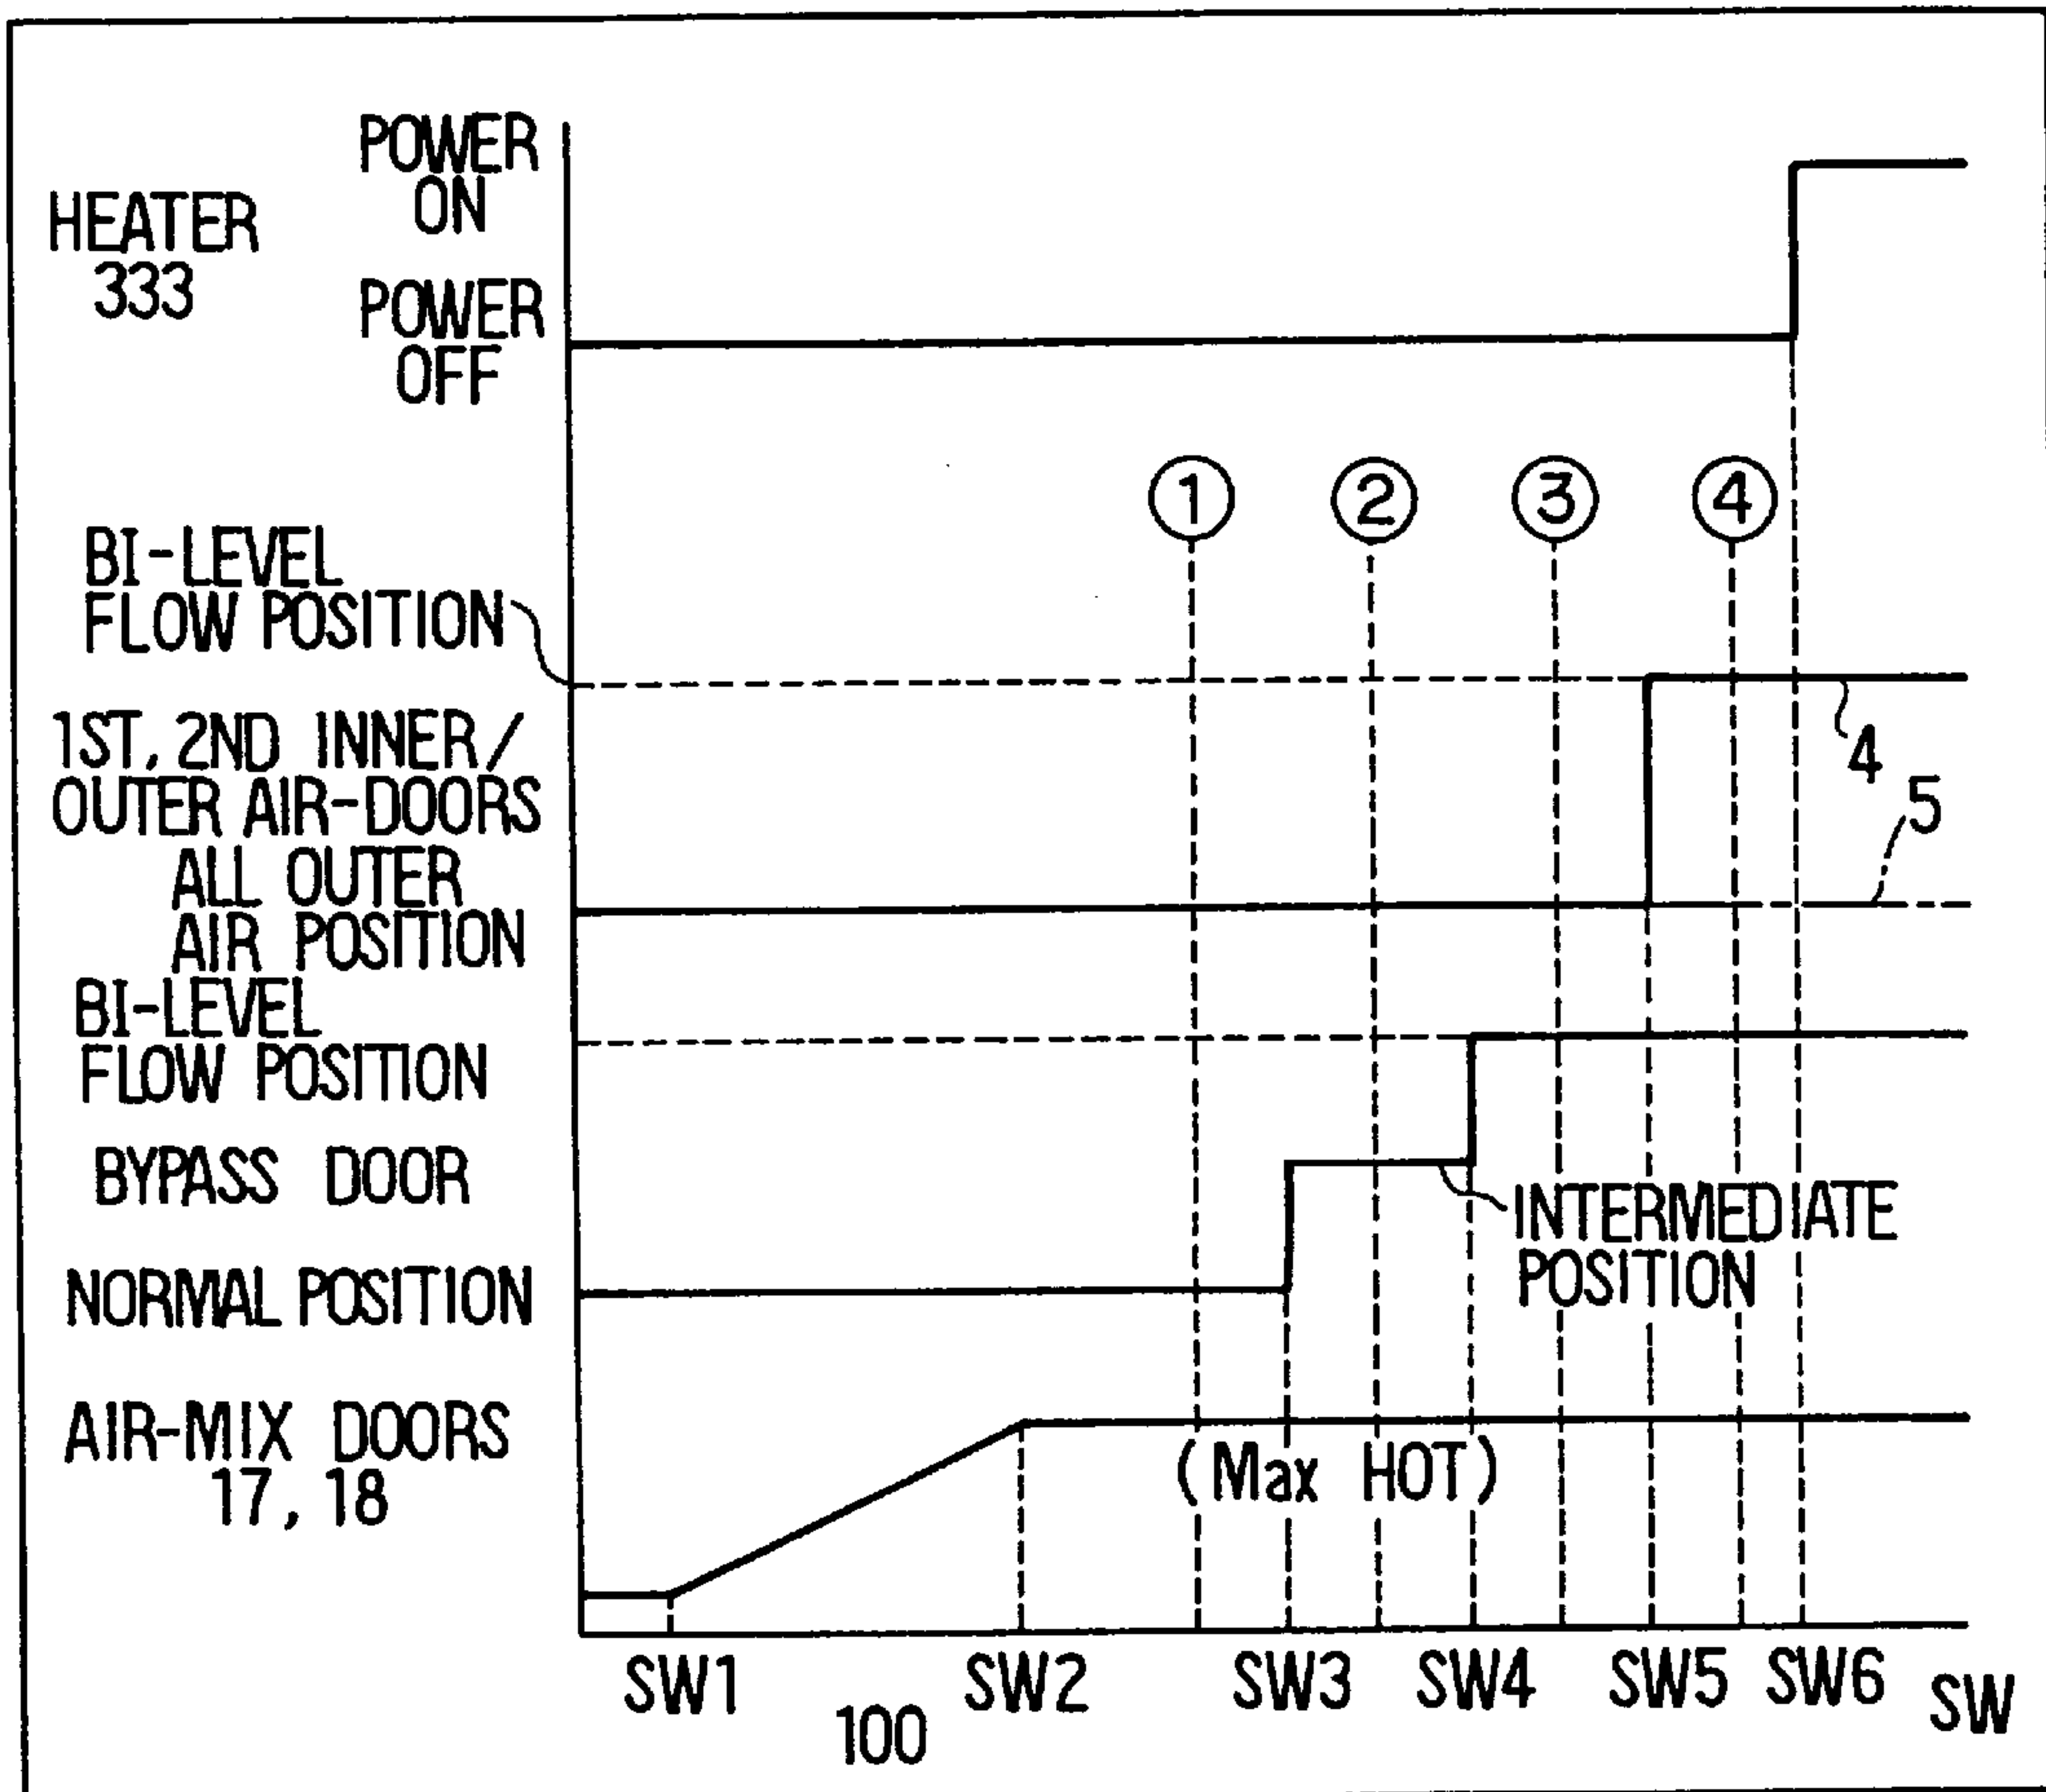 POWER
ON
HEATER
333
POWER
OFF
1 2 3 4
BI-LEVEL
FLOW POSITION
1ST, 2ND INNER/
OUTER AIR-DOORS
4
5
ALL OUTER
AIR POSITION
BI-LEVEL
FLOW POSITION
BYPASS DOOR
INTERMEDIATE
POSITION
NORMAL POSITION
AIR-MIX DOORS
17, 18
(Max HOT)
SW1 SW2 SW3 SW4 SW5 SW6 SW
100